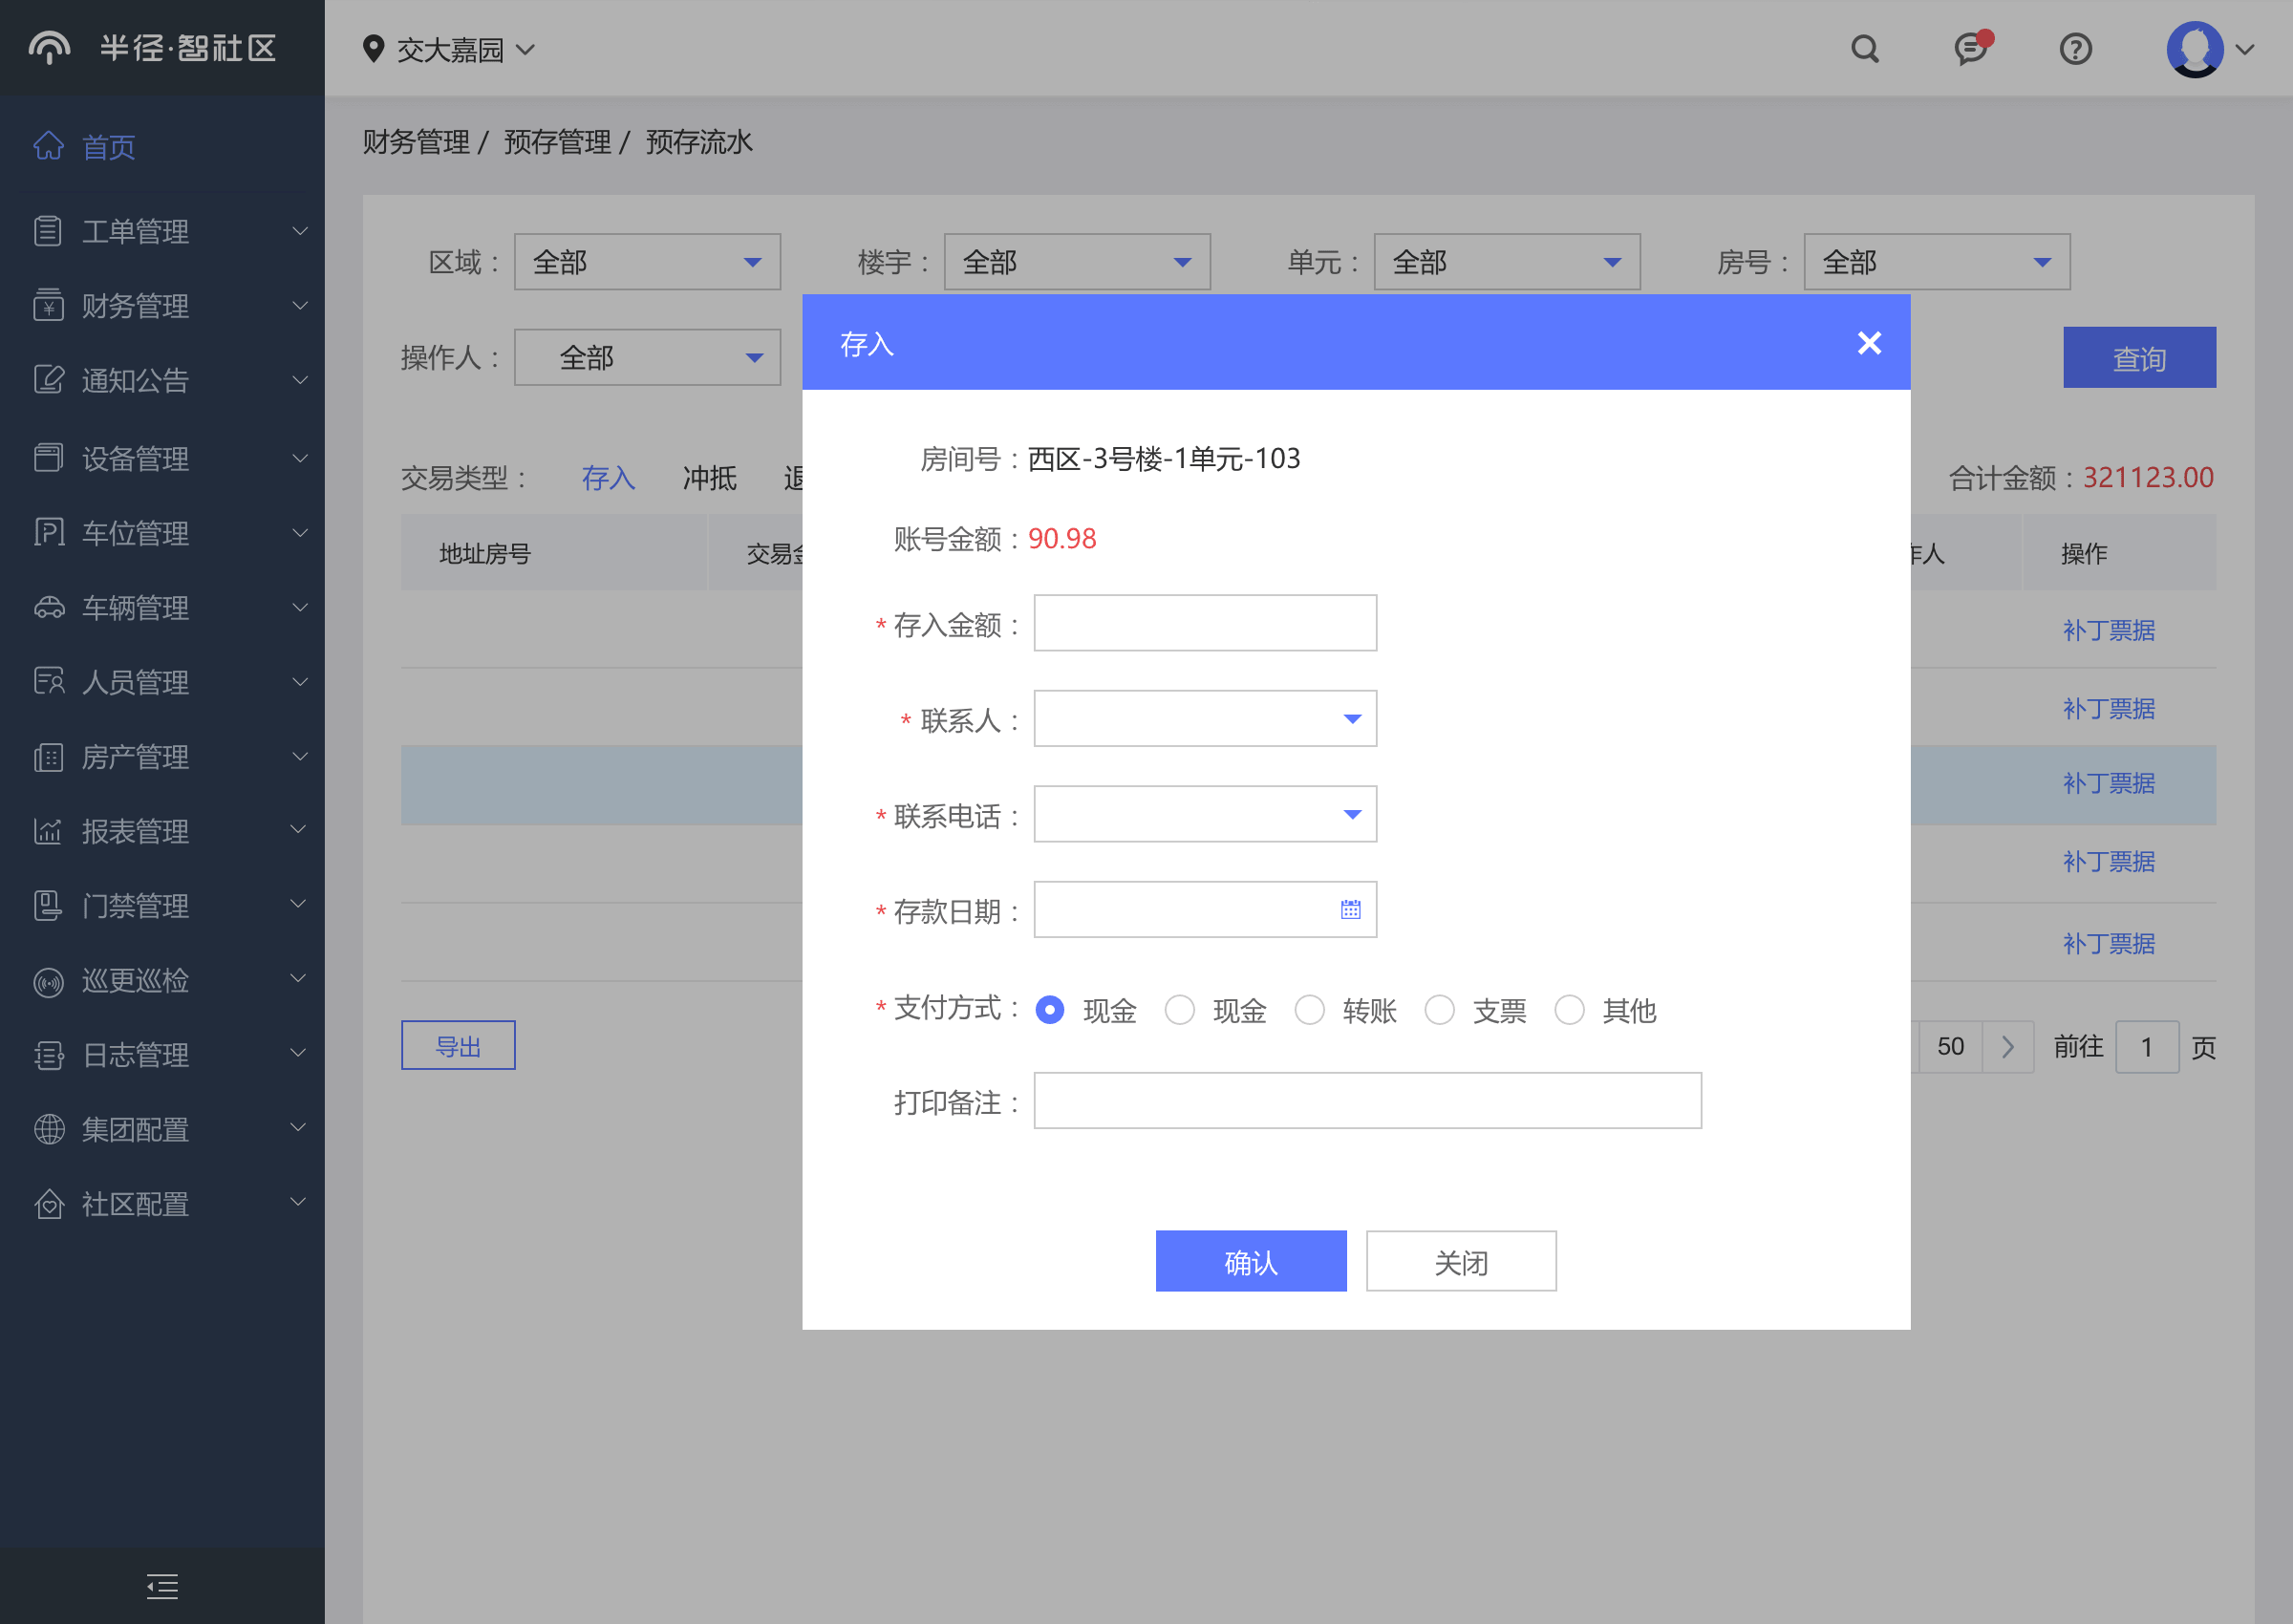 半径·智社区
交大嘉园
首页
工单管理
财务管理
通知公告
设备管理
车位管理
车辆管理
人员管理
房产管理
报表管理
门禁管理
巡更巡检
日志管理
集团配置
社区配置
财务管理 / 预存管理 / 预存流水
区域： 全部 楼宇： 全部 单元： 全部 房号： 全部
操作人： 全部 查询
交易类型： 存入 冲抵 合计金额：321123.00
地址房号 交易 作人 操作
补丁票据
补丁票据
补丁票据
补丁票据
补丁票据
导出 50 前往 1 页
存入
房间号：西区-3号楼-1单元-103
账号金额：90.98
* 存入金额：
* 联系人：
* 联系电话：
* 存款日期：
* 支付方式： 现金 现金 转账 支票 其他
打印备注：
确认 关闭